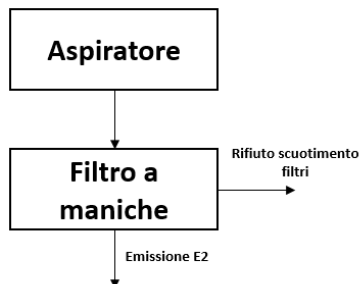 Aspiratore
Rifiuto scuotimento
filtri
Filtro a
maniche
Emissione E2